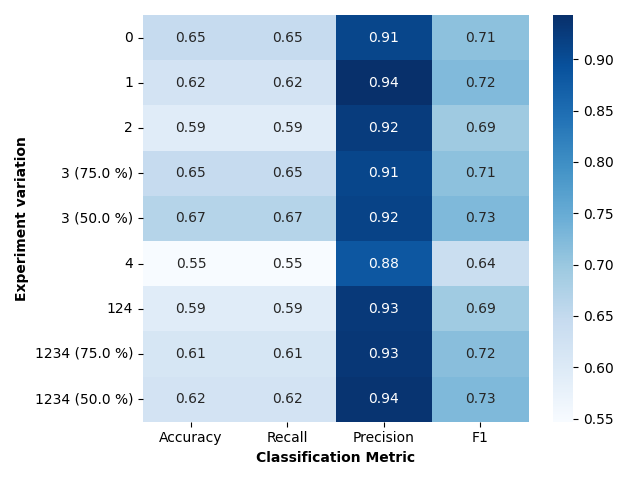 0 0.65 0.65 0.91 0.71
1 0.62 0.62 0.94 0.72
2 0.59 0.59 0.92 0.69
3 (75.0 %) 0.65 0.65 0.91 0.71
3 (50.0 %) 0.67 0.67 0.92 0.73
4 0.55 0.55 0.88 0.64
124 0.59 0.59 0.93 0.69
1234 (75.0 %) 0.61 0.61 0.93 0.72
1234 (50.0 %) 0.62 0.62 0.94 0.73
Accuracy Recall Precision F1
Classification Metric
Experiment variation
0.90
0.85
0.80
0.75
0.70
0.65
0.60
0.55